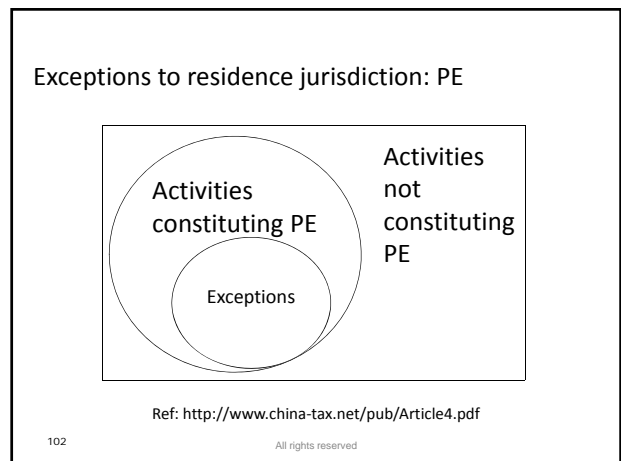 Exceptions to residence jurisdiction: PE
Activities
constituting PE
Exceptions
Activities
not
constituting
PE
Ref: http://www.china-tax.net/pub/Article4.pdf
102
All rights reserved